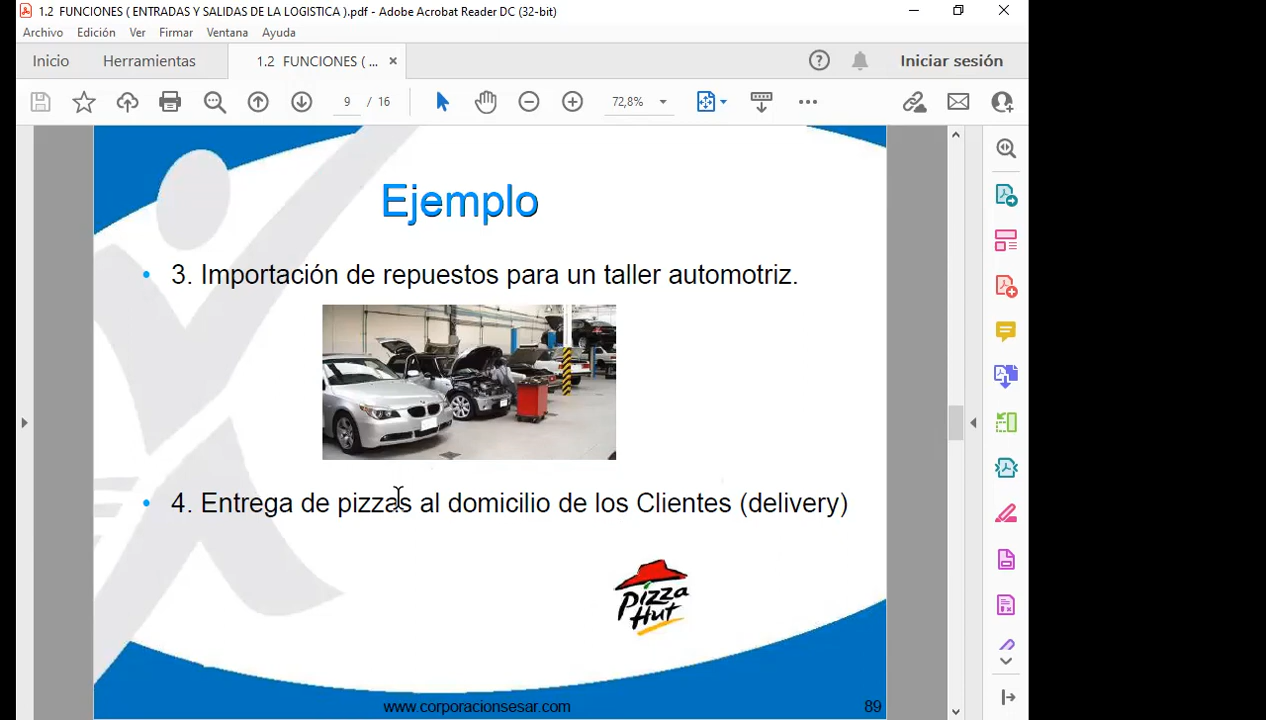 1.2 FUNCIONES ( ENTRADAS Y SALIDAS DE LA LOGISTICA ).pdf - Adobe Acrobat Reader DC (32-bit)
Archivo Edición Ver Firmar Ventana Ayuda
Inicio Herramientas 1.2 FUNCIONES ( ... Iniciar sesión
9 / 16 72,8%
Ejemplo
• 3. Importación de repuestos para un taller automotriz.
• 4. Entrega de pizzas al domicilio de los Clientes (delivery)
Pizza
Hut
www.corporacionsesar.com 89